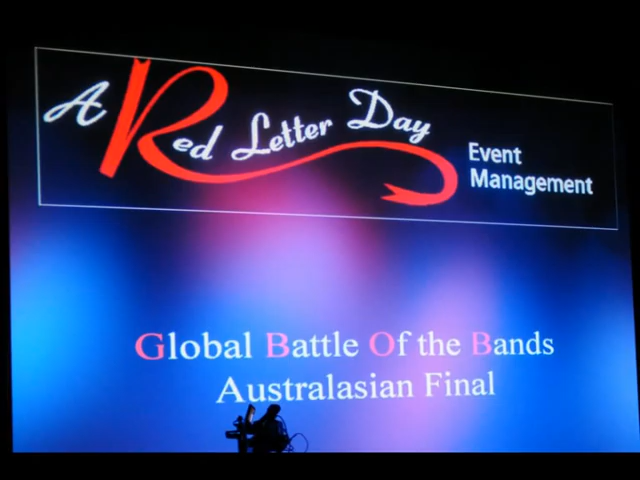 A Red Letter Day
Event
Management
Global Battle Of the Bands
Australasian Final